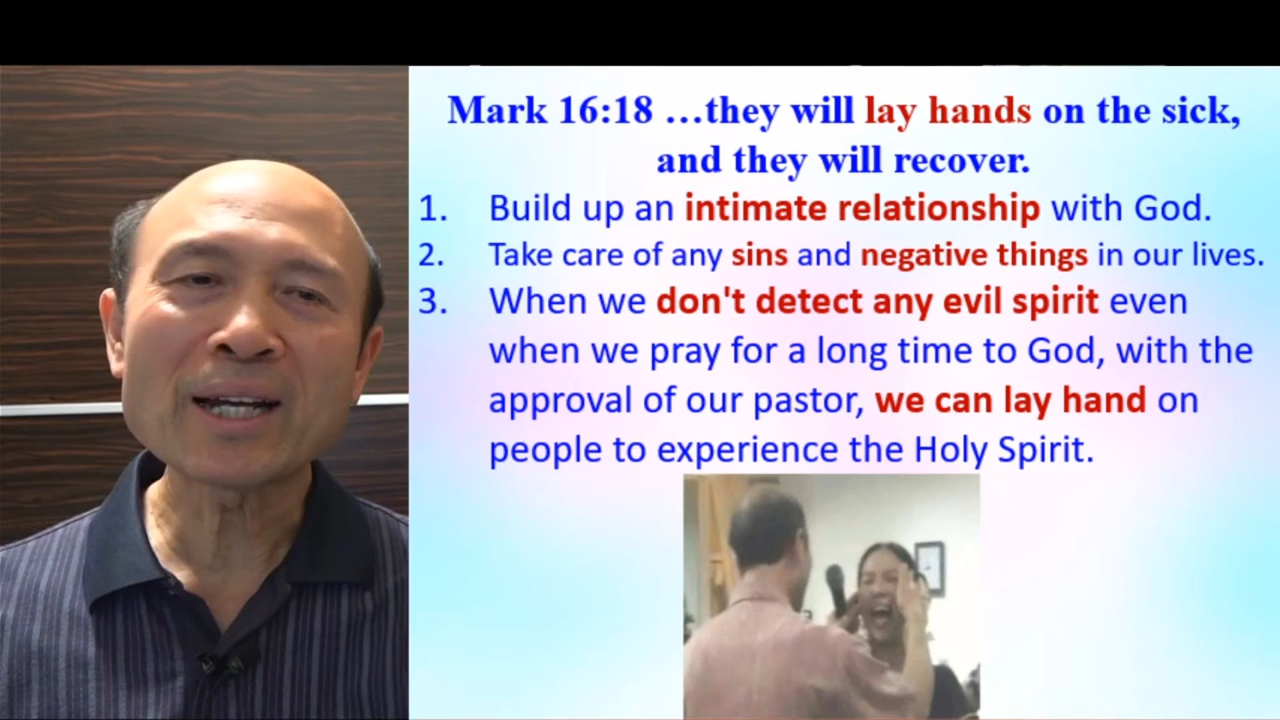 Mark 16:18 …they will lay hands on the sick,
and they will recover.
1. Build up an intimate relationship with God.
2. Take care of any sins and negative things in our lives.
3. When we don't detect any evil spirit even
when we pray for a long time to God, with the
approval of our pastor, we can lay hand on
people to experience the Holy Spirit.